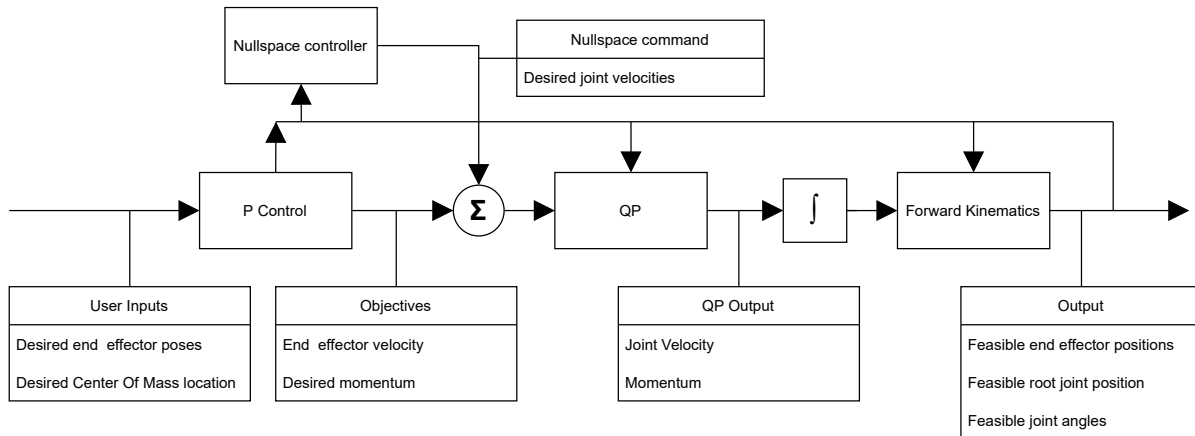 Nullspace controller
Nullspace command
Desired joint velocities
P Control
Σ
QP
∫
Forward Kinematics
User Inputs
Desired end effector poses
Desired Center Of Mass location
Objectives
End effector velocity
Desired momentum
QP Output
Joint Velocity
Momentum
Output
Feasible end effector positions
Feasible root joint position
Feasible joint angles